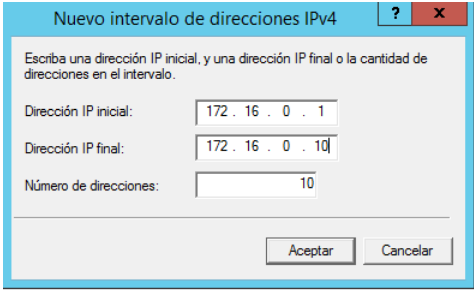 Nuevo intervalo de direcciones IPv4 ? x
Escriba una dirección IP inicial, y una dirección IP final o la cantidad de
direcciones en el intervalo.
Dirección IP inicial: 172 . 16 . 0 . 1
Dirección IP final: 172 . 16 . 0 . 10
Número de direcciones: 10
Aceptar Cancelar